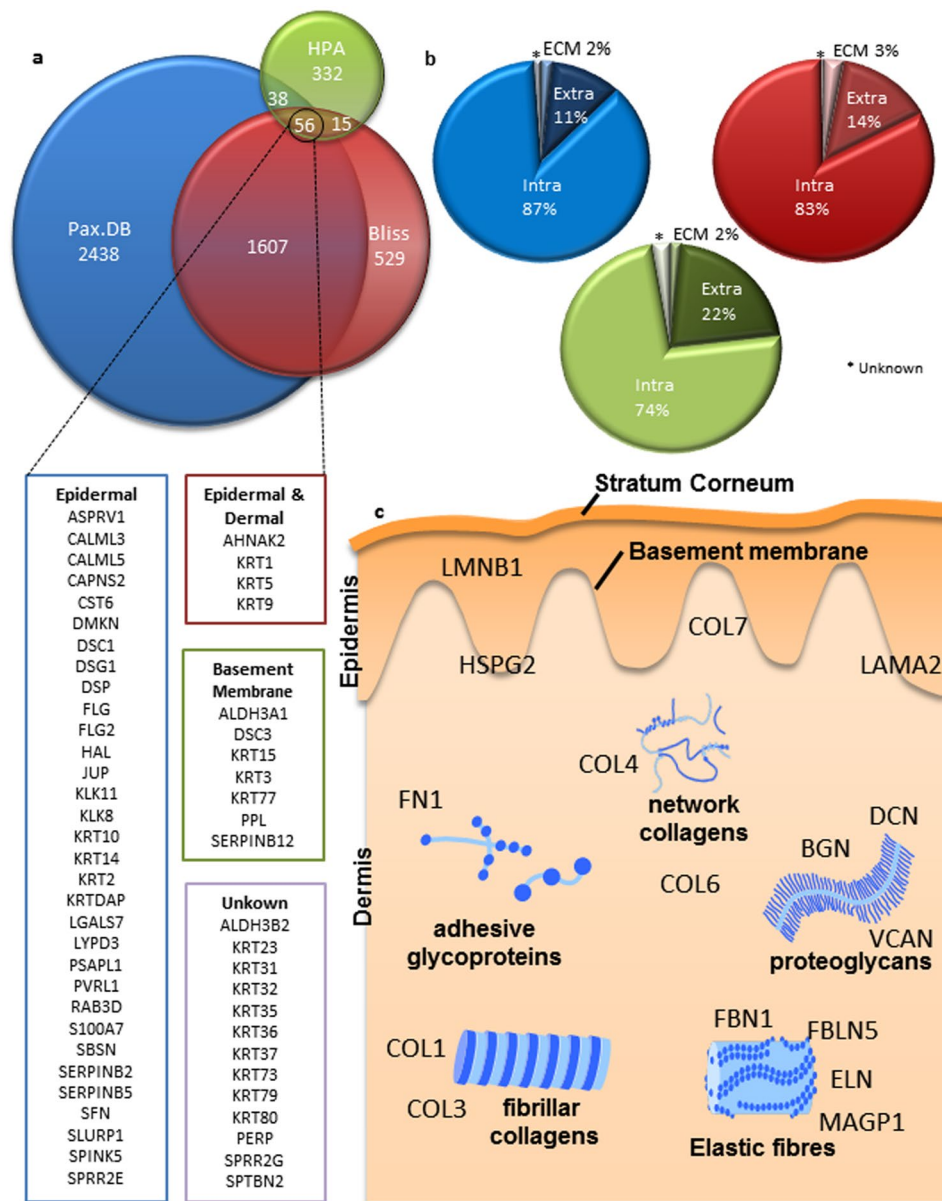 a
HPA
332
38
56
15
Pax.DB
2438
1607
Bliss
529
b
* ECM 2%
Extra
11%
Intra
87%
* ECM 3%
Extra
14%
Intra
83%
* ECM 2%
Extra
22%
Intra
74%
* Unknown
Epidermal
ASPRV1
CALML3
CALML5
CAPNS2
CST6
DMKN
DSC1
DSG1
DSP
FLG
FLG2
HAL
JUP
KLK11
KLK8
KRT10
KRT14
KRT2
KRTDAP
LGALS7
LYPD3
PSAPL1
PVRL1
RAB3D
S100A7
SBSN
SERPINB2
SERPINB5
SFN
SLURP1
SPINK5
SPRR2E
Epidermal &
Dermal
AHNAK2
KRT1
KRT5
KRT9
Basement
Membrane
ALDH3A1
DSC3
KRT15
KRT3
KRT77
PPL
SERPINB12
Unkown
ALDH3B2
KRT23
KRT31
KRT32
KRT35
KRT36
KRT37
KRT73
KRT79
KRT80
PERP
SPRR2G
SPTBN2
c
Stratum Corneum
Basement membrane
Epidermis
LMNB1
COL7
HSPG2
LAMA2
Dermis
COL4
network
collagens
FN1
adhesive
glycoproteins
COL6
DCN
BGN
VCAN
proteoglycans
COL1
COL3
fibrillar
collagens
FBN1
FBLN5
ELN
MAGP1
Elastic fibres